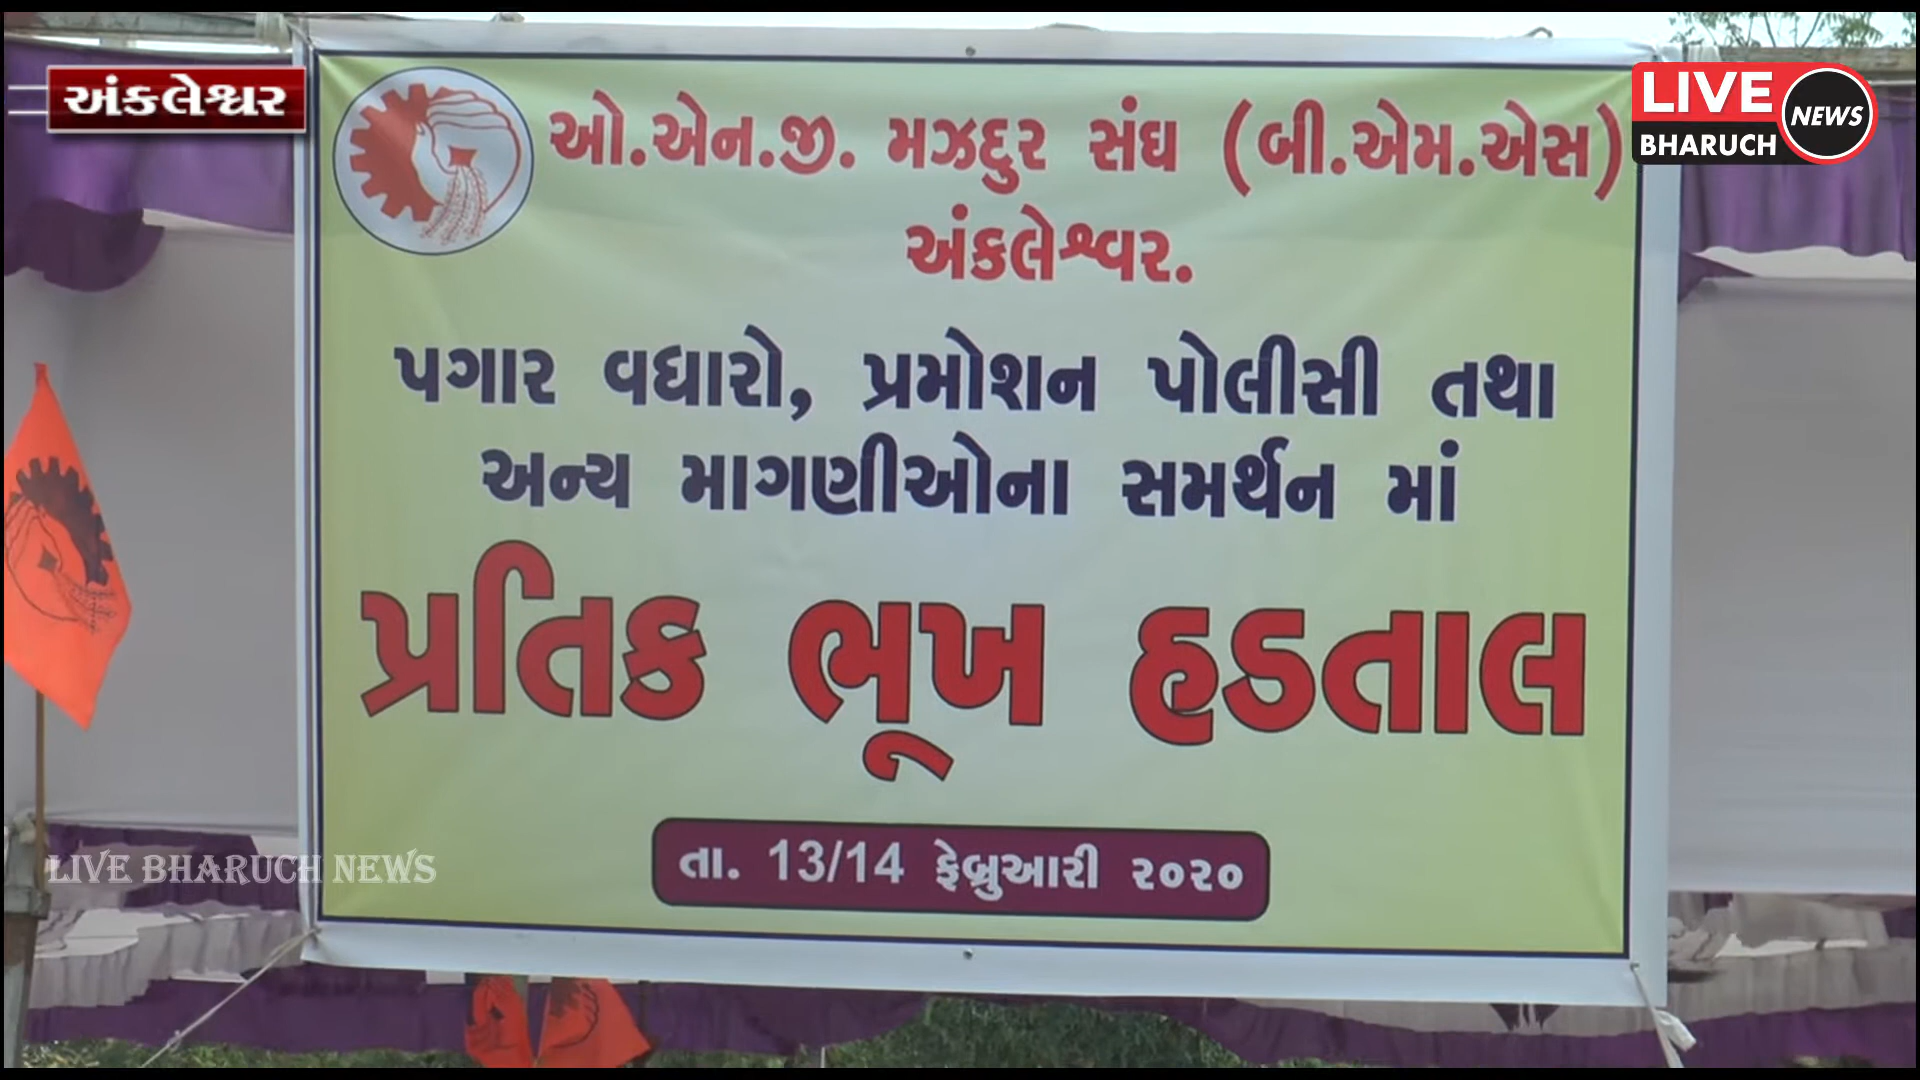 અંકલેશ્વર
LIVE
BHARUCH
NEWS
ઓ.એન.જી. મઝદુર સંઘ (બી.એમ.એસ)
અંકલેશ્વર.
પગાર વધારો, પ્રમોશન પોલીસી તથા
અન્ય માગણીઓના સમર્થન માં
પ્રતિક ભૂખ હડતાલ
તા. 13/14 ફેબ્રુઆરી ૨૦૨૦
LIVE BHARUCH NEWS